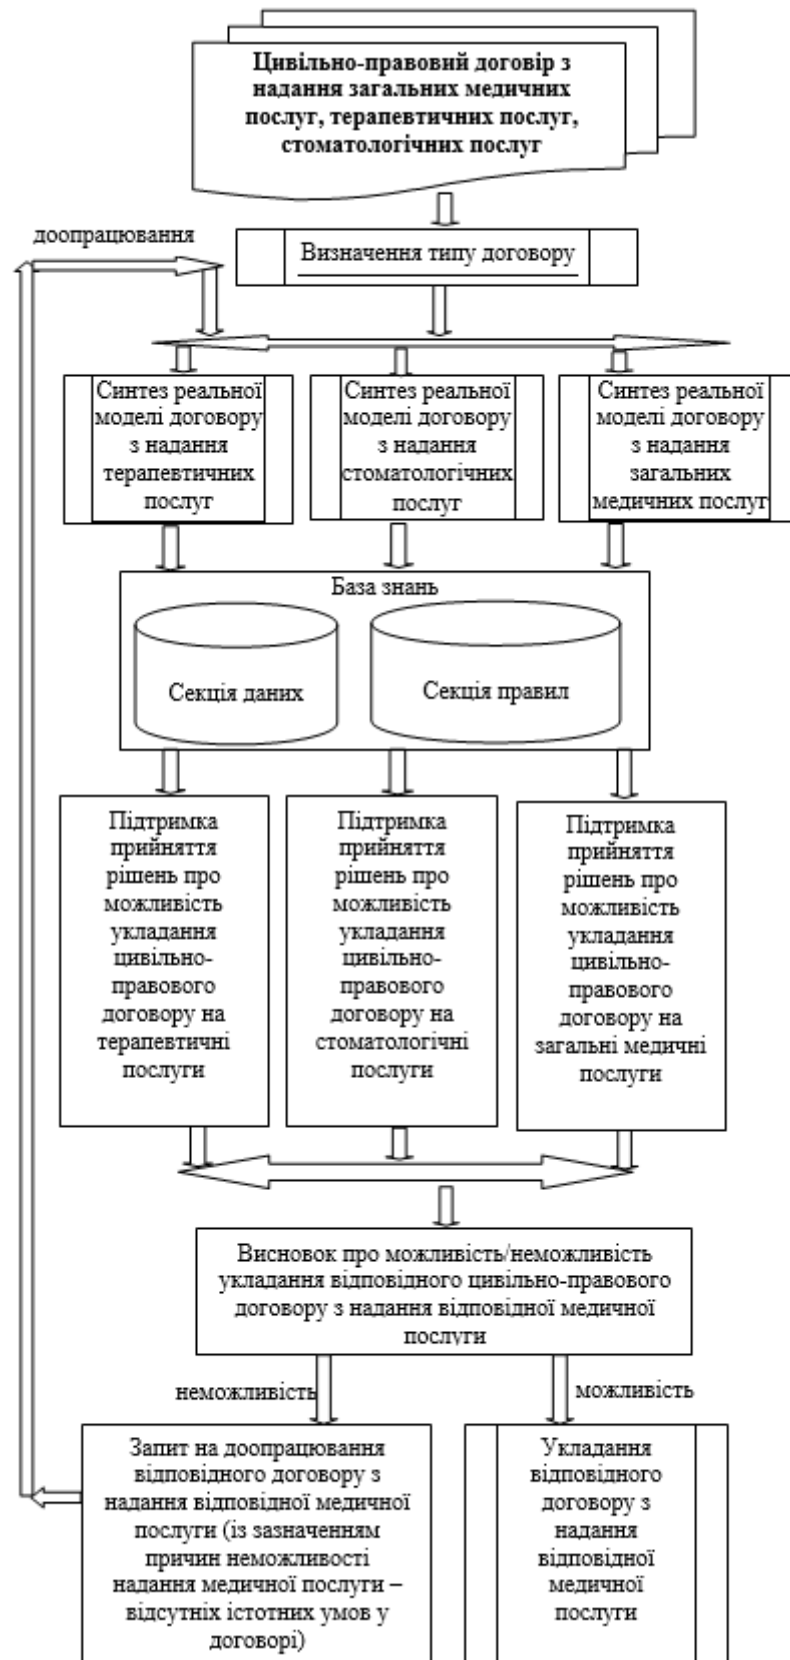 Цивільно-правовий договір з
надання загальних медичних
послуг, терапевтичних послуг,
стоматологічних послуг
доопрацювання
Визначення типу договору
Синтез реальної
моделі договору
з надання
терапевтичних
послуг
Синтез реальної
моделі договору
з надання
стоматологічних
послуг
Синтез реальної
моделі договору
з надання
загальних
медичних послуг
База знань
Секція даних
Секція правил
Підтримка
прийняття
рішень про
можливість
укладання
цивільно-
правового
договору на
терапевтичні
послуги
Підтримка
прийняття
рішень про
можливість
укладання
цивільно-
правового
договору на
стоматологічні
послуги
Підтримка
прийняття
рішень про
можливість
укладання
цивільно-
правового
договору на
загальні медичні
послуги
Висновок про можливість/неможливість
укладання відповідного цивільно-правового
договору з надання відповідної медичної
послуги
неможливість
можливість
Запит на доопрацювання
відповідного договору з
надання відповідної медичної
послуги (із зазначенням
причин неможливості
надання медичної послуги –
відсутніх істотних умов у
договорі)
Укладання
відповідного
договору з
надання
відповідної
медичної
послуги